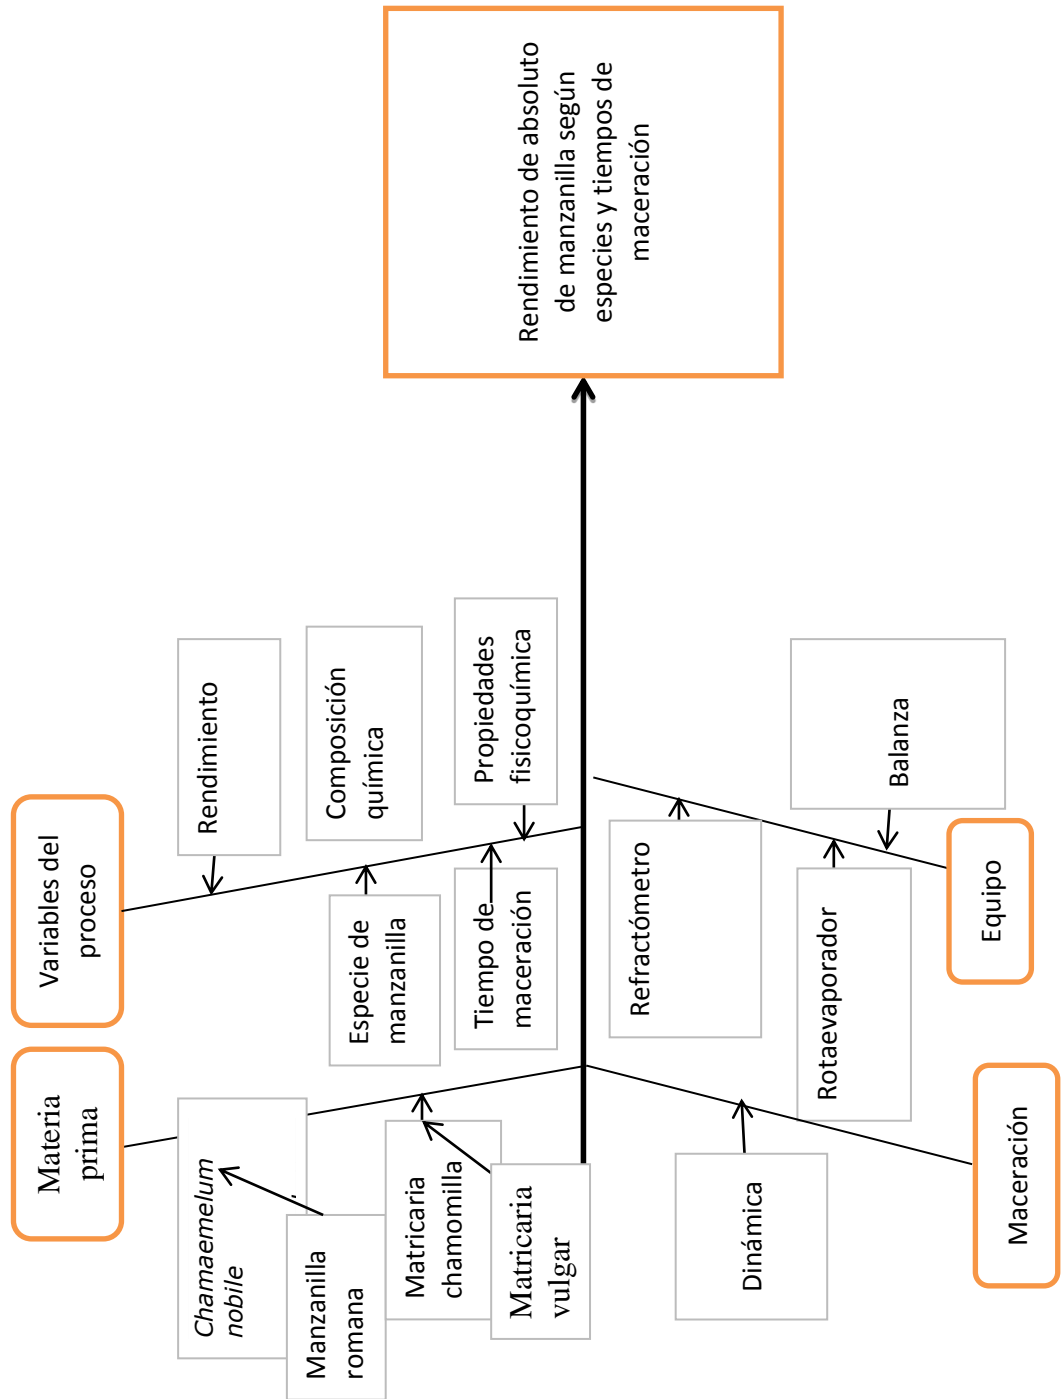 Materia
prima
Variables del
proceso
Chamaemelum
nobile
Manzanilla
romana
Matricaria
chamomilla
Matricaria
vulgar
Rendimiento
Especie de
manzanilla
Composición
química
Tiempo de
maceración
Propiedades
fisicoquímica
Rendimiento de absoluto
de manzanilla según
especies y tiempos de
maceración
Dinámica
Refractómetro
Rotaevaporador
Balanza
Maceración
Equipo